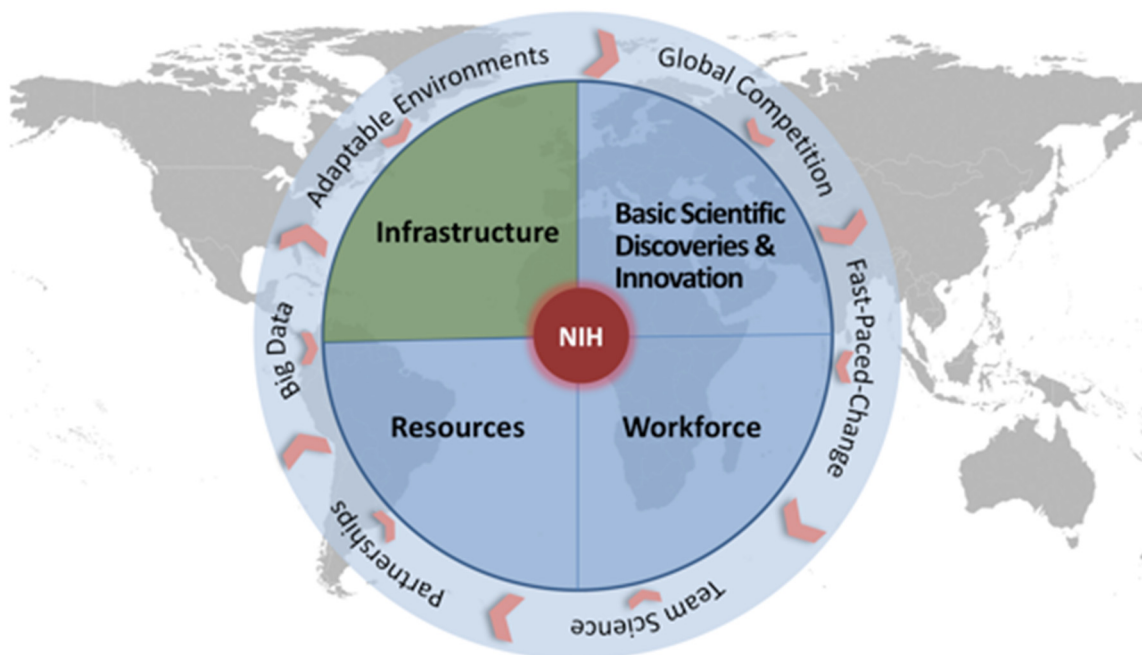 Adaptable Environments
Global Competition
Fast-Paced-Change
Team Science
Partnerships
Big Data
Infrastructure
Basic Scientific
Discoveries &
Innovation
NIH
Resources
Workforce